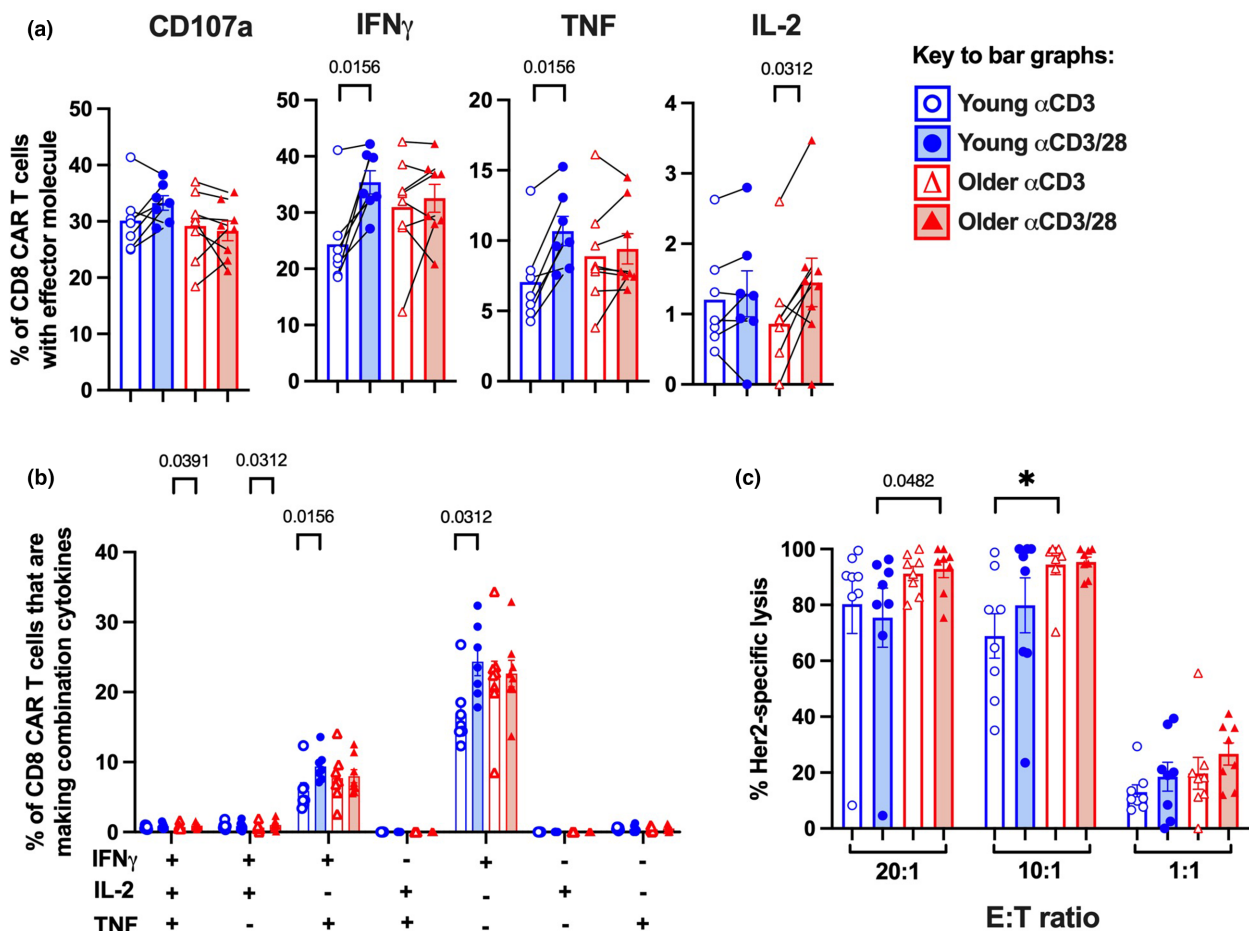 (a)
CD107a
IFNγ
TNF
IL-2
Key to bar graphs:
Young αCD3
Young αCD3/28
Older αCD3
Older αCD3/28
% of CD8 CAR T cells
with effector molecule
50
40
30
20
10
0
0.0156
50
40
30
20
10
0
0.0156
20
15
10
5
0
0.0312
4
3
2
1
0
(b)
0.0391
0.0312
0.0156
0.0312
% of CD8 CAR T cells that are
making combination cytokines
40
30
20
10
0
IFNγ + + + - + - -
IL-2 + + - + - + -
TNF + - + + - - +
(c)
0.0482
*
% Her2-specific lysis
100
80
60
40
20
0
20:1 10:1 1:1
E:T ratio